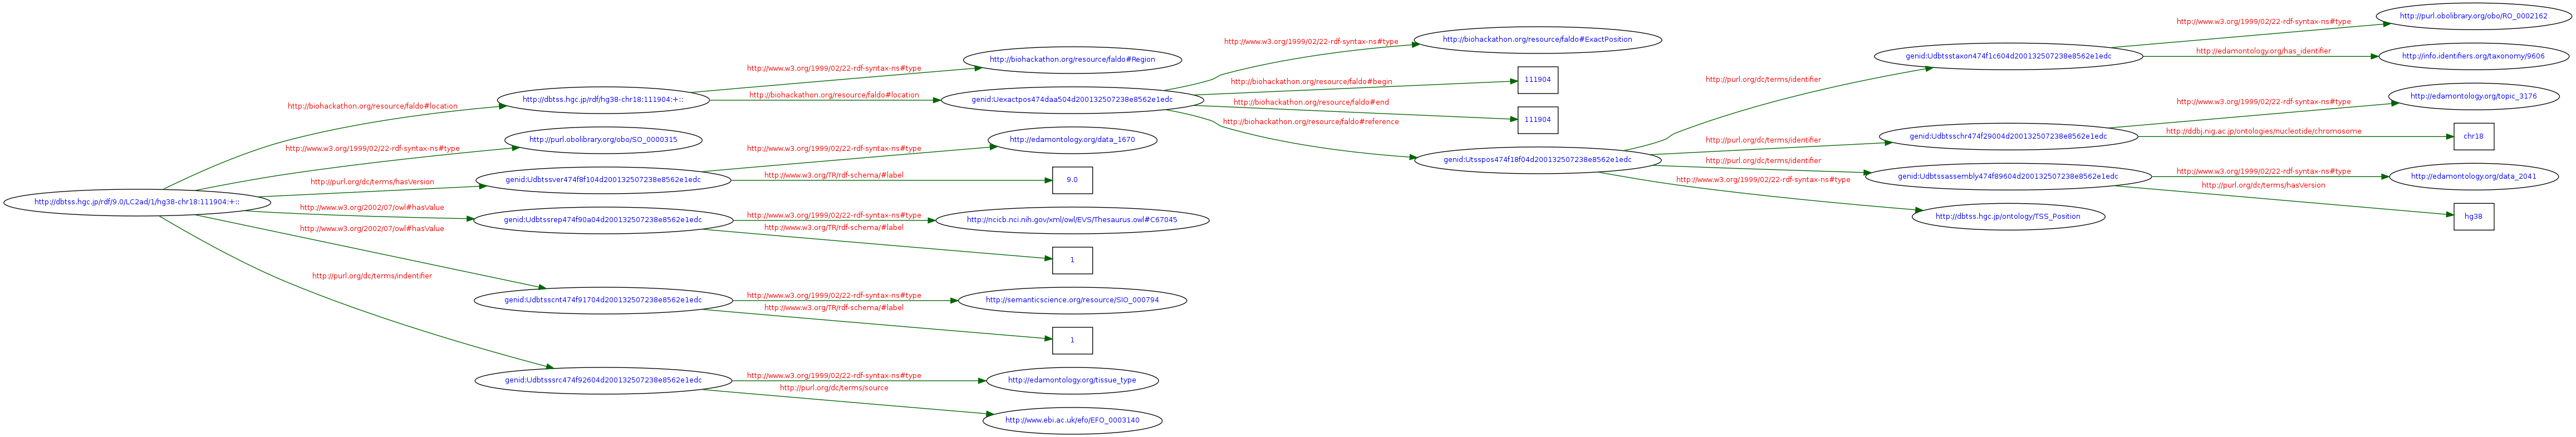 http://dbtss.hgc.jp/rdf/9.0/LC2ad/1/hg38-chr18:111904:+::
http://biohackathon.org/resource/faldo#location
http://www.w3.org/1999/02/22-rdf-syntax-ns#type
http://purl.org/dc/terms/hasVersion
http://www.w3.org/2002/07/owl#hasValue
http://www.w3.org/2002/07/owl#hasValue
http://purl.org/dc/terms/indentifier
http://dbtss.hgc.jp/rdf/hg38-chr18:111904:+::
http://purl.obolibrary.org/obo/SO_0000315
genid:Udbtssver474f8f104d200132507238e8562e1edc
genid:Udbtssrep474f90a04d200132507238e8562e1edc
genid:Udbtsscnt474f91704d200132507238e8562e1edc
genid:Udbtsssrc474f92604d200132507238e8562e1edc
http://www.w3.org/1999/02/22-rdf-syntax-ns#type
http://biohackathon.org/resource/faldo#location
http://www.w3.org/1999/02/22-rdf-syntax-ns#type
http://www.w3.org/TR/rdf-schema/#label
http://www.w3.org/1999/02/22-rdf-syntax-ns#type
http://www.w3.org/TR/rdf-schema/#label
http://www.w3.org/1999/02/22-rdf-syntax-ns#type
http://www.w3.org/TR/rdf-schema/#label
http://www.w3.org/1999/02/22-rdf-syntax-ns#type
http://purl.org/dc/terms/source
http://biohackathon.org/resource/faldo#Region
genid:Uexactpos474daa504d200132507238e8562e1edc
http://edamontology.org/data_1670
9.0
http://ncicb.nci.nih.gov/xml/owl/EVS/Thesaurus.owl#C67045
1
http://semanticscience.org/resource/SIO_000794
1
http://edamontology.org/tissue_type
http://www.ebi.ac.uk/efo/EFO_0003140
http://www.w3.org/1999/02/22-rdf-syntax-ns#type
http://biohackathon.org/resource/faldo#begin
http://biohackathon.org/resource/faldo#end
http://biohackathon.org/resource/faldo#reference
http://biohackathon.org/resource/faldo#ExactPosition
111904
111904
genid:Utsspos474f18f04d200132507238e8562e1edc
http://purl.org/dc/terms/identifier
http://purl.org/dc/terms/identifier
http://purl.org/dc/terms/identifier
http://www.w3.org/1999/02/22-rdf-syntax-ns#type
genid:Udbtsstaxon474f1c604d200132507238e8562e1edc
genid:Udbtsschr474f29004d200132507238e8562e1edc
genid:Udbtssassembly474f89604d200132507238e8562e1edc
http://dbtss.hgc.jp/ontology/TSS_Position
http://www.w3.org/1999/02/22-rdf-syntax-ns#type
http://edamontology.org/has_identifier
http://www.w3.org/1999/02/22-rdf-syntax-ns#type
http://ddbj.nig.ac.jp/ontologies/nucleotide/chromosome
http://www.w3.org/1999/02/22-rdf-syntax-ns#type
http://purl.org/dc/terms/hasVersion
http://purl.obolibrary.org/obo/RO_0002162
http://info.identifiers.org/taxonomy/9606
http://edamontology.org/topic_3176
chr18
http://edamontology.org/data_2041
hg38